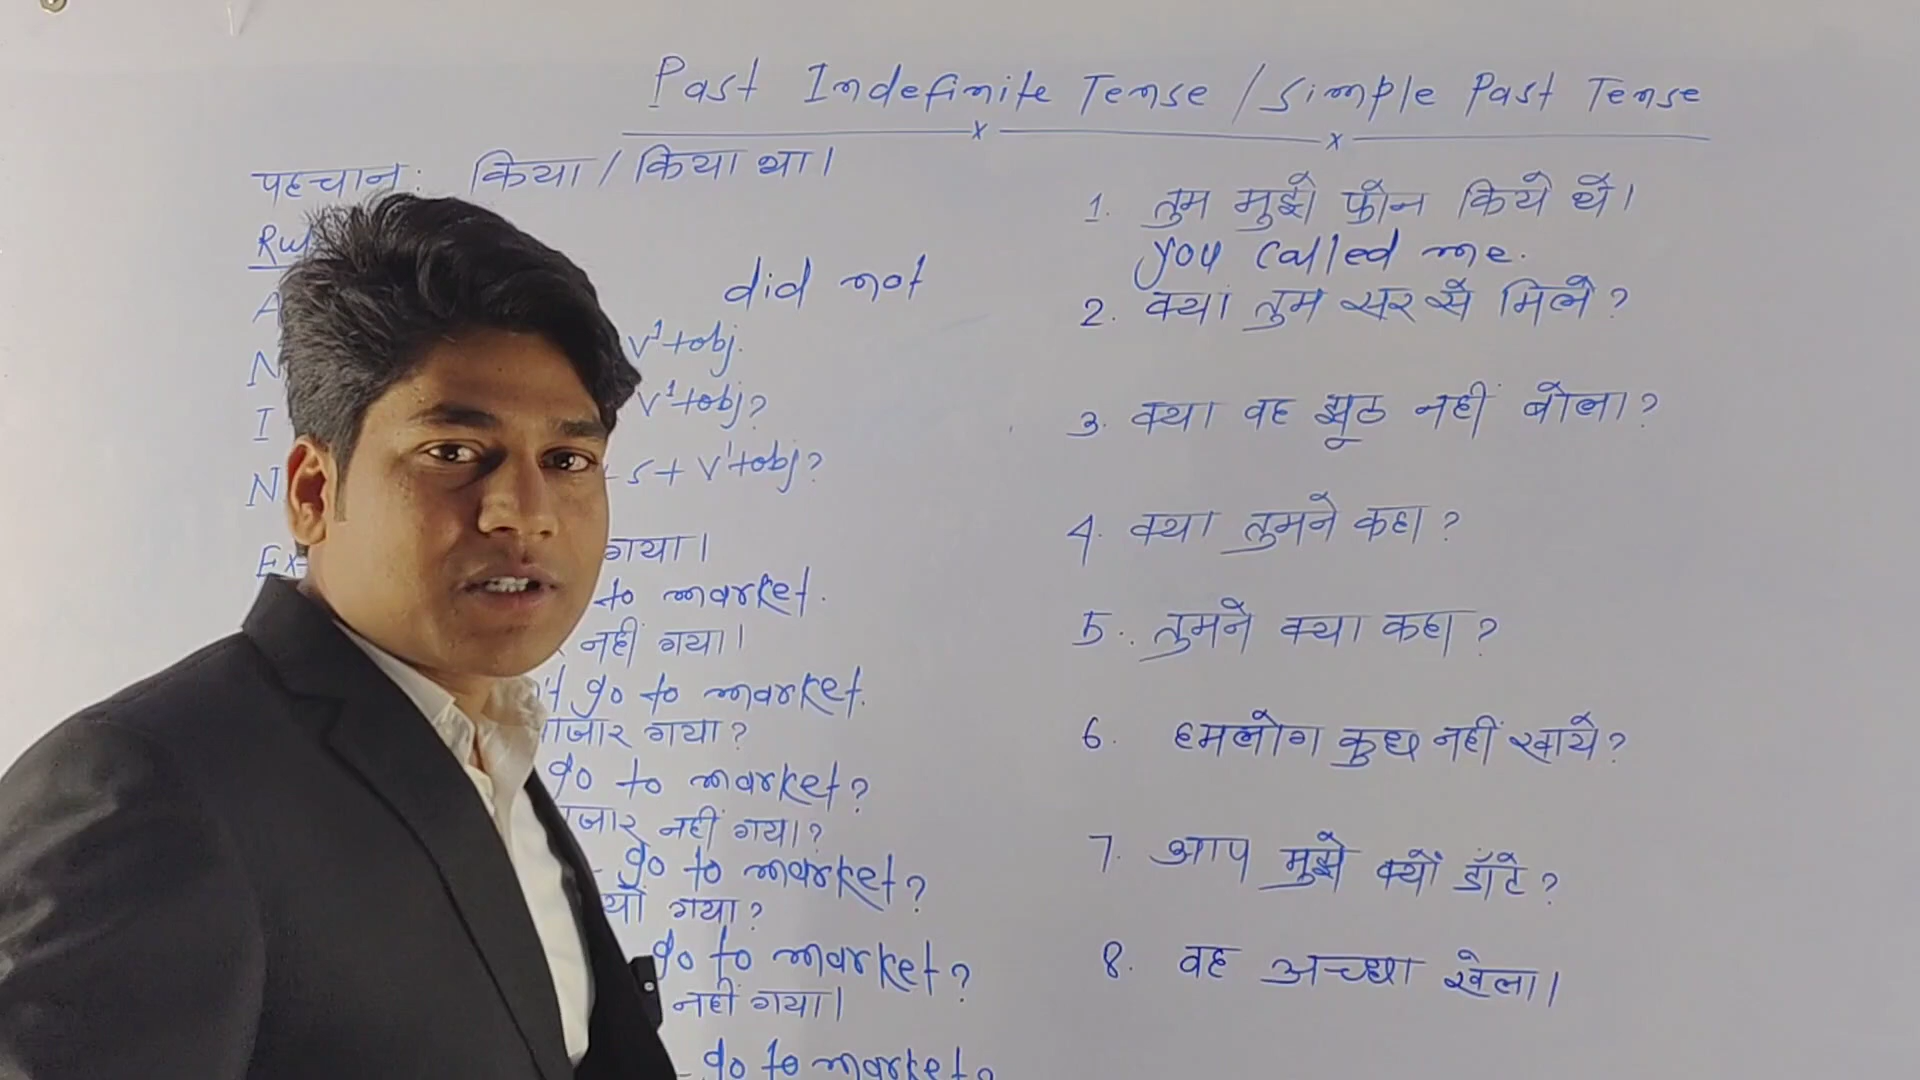 Past Indefinite Tense / Simple Past Tense
पहचान: किया / किया था।
Rul
A
did not
N V¹+obj.
I V¹+obj?
N + S + V¹+obj?
Ex- गया।
to market.
नहीं गया।
't go to market.
ाजार गया?
go to market?
ाजार नहीं गया?
go to market?
यों गया?
go to market?
नहीं गया।
go to market?
1. तुम मुझे फोन किये थे।
you called me.
2. क्या तुम सर से मिले?
3. क्या वह झूठ नहीं बोला?
4. क्या तुमने कहा?
5. तुमने क्या कहा?
6. हमलोग कुछ नहीं खाये?
7. आप मुझे क्यों डॉटे?
8. वह अच्छा खेला।